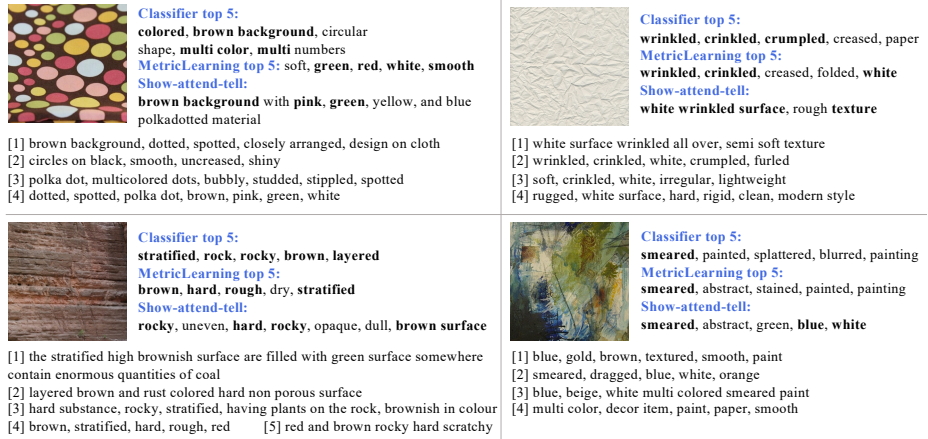 Classifier top 5:
colored, brown background, circular
shape, multi color, multi numbers
MetricLearning top 5: soft, green, red, white, smooth
Show-attend-tell:
brown background with pink, green, yellow, and blue
polkadotted material
[1] brown background, dotted, spotted, closely arranged, design on cloth
[2] circles on black, smooth, uncreased, shiny
[3] polka dot, multicolored dots, bubbly, studded, stippled, spotted
[4] dotted, spotted, polka dot, brown, pink, green, white
Classifier top 5:
wrinkled, crinkled, crumpled, creased, paper
MetricLearning top 5:
wrinkled, crinkled, creased, folded, white
Show-attend-tell:
white wrinkled surface, rough texture
[1] white surface wrinkled all over, semi soft texture
[2] wrinkled, crinkled, white, crumpled, furled
[3] soft, crinkled, white, irregular, lightweight
[4] rugged, white surface, hard, rigid, clean, modern style
Classifier top 5:
stratified, rock, rocky, brown, layered
MetricLearning top 5:
brown, hard, rough, dry, stratified
Show-attend-tell:
rocky, uneven, hard, rocky, opaque, dull, brown surface
[1] the stratified high brownish surface are filled with green surface somewhere
contain enormous quantities of coal
[2] layered brown and rust colored hard non porous surface
[3] hard substance, rocky, stratified, having plants on the rock, brownish in colour
[4] brown, stratified, hard, rough, red [5] red and brown rocky hard scratchy
Classifier top 5:
smeared, painted, splattered, blurred, painting
MetricLearning top 5:
smeared, abstract, stained, painted, painting
Show-attend-tell:
smeared, abstract, green, blue, white
[1] blue, gold, brown, textured, smooth, paint
[2] smeared, dragged, blue, white, orange
[3] blue, beige, white multi colored smeared paint
[4] multi color, decor item, paint, paper, smooth